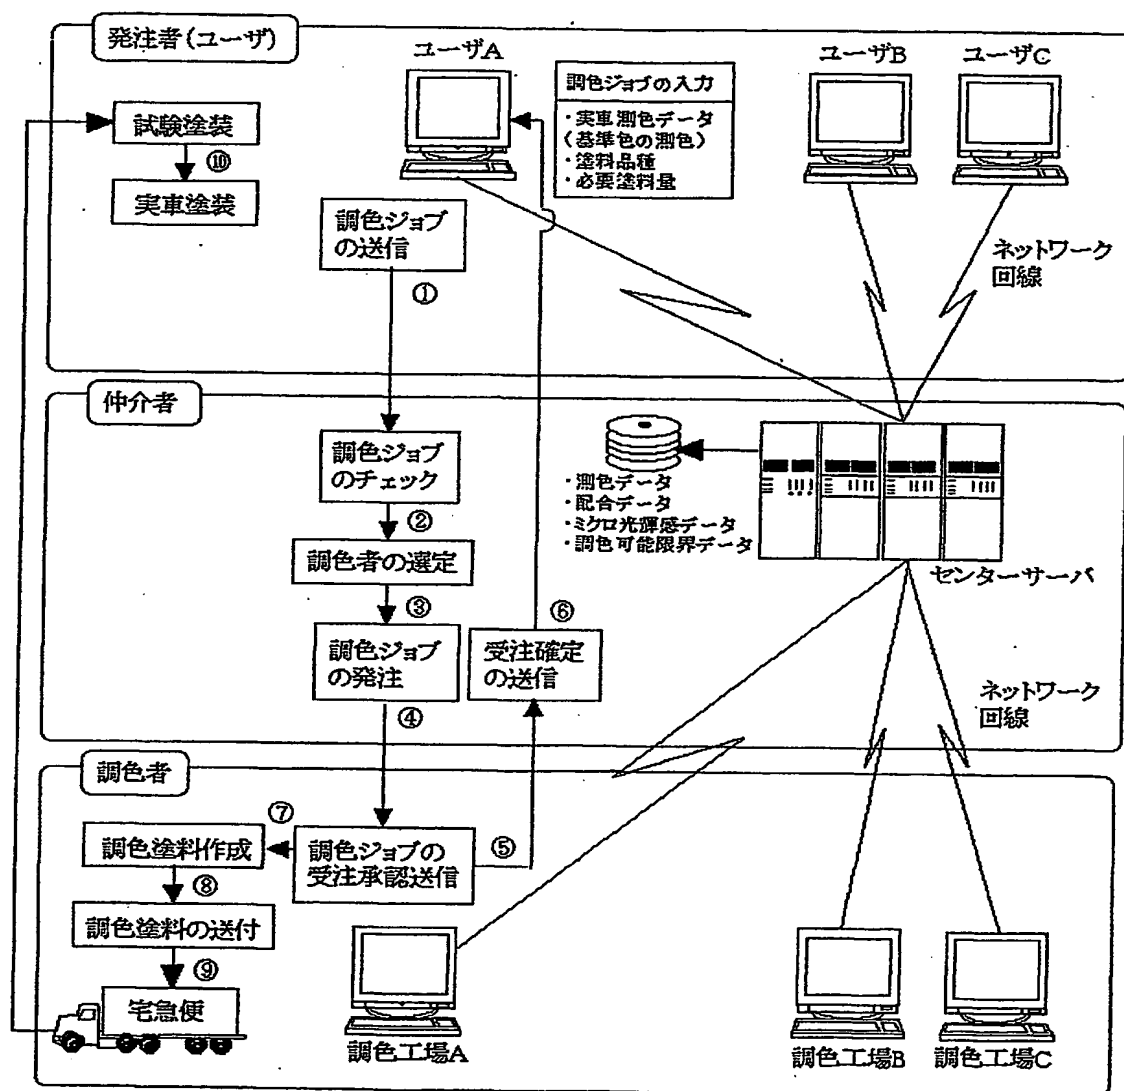 発注者(ユーザ)
ユーザA
ユーザB
ユーザC
調色ジョブの入力
・実車測色データ
(基準色の測色)
・塗料品種
・必要塗料量
試験塗装
⑩
実車塗装
調色ジョブ
の送信
①
ネットワーク
回線
仲介者
調色ジョブ
のチェック
②
調色者の選定
③
調色ジョブ
の発注
④
⑥
受注確定
の送信
・測色データ
・配合データ
・ミクロ光輝感データ
・調色可能限界データ
センターサーバ
ネットワーク
回線
調色者
⑦
調色塗料作成
調色ジョブの
受注承認送信
⑤
⑧
調色塗料の送付
⑨
宅急便
調色工場A
調色工場B
調色工場C